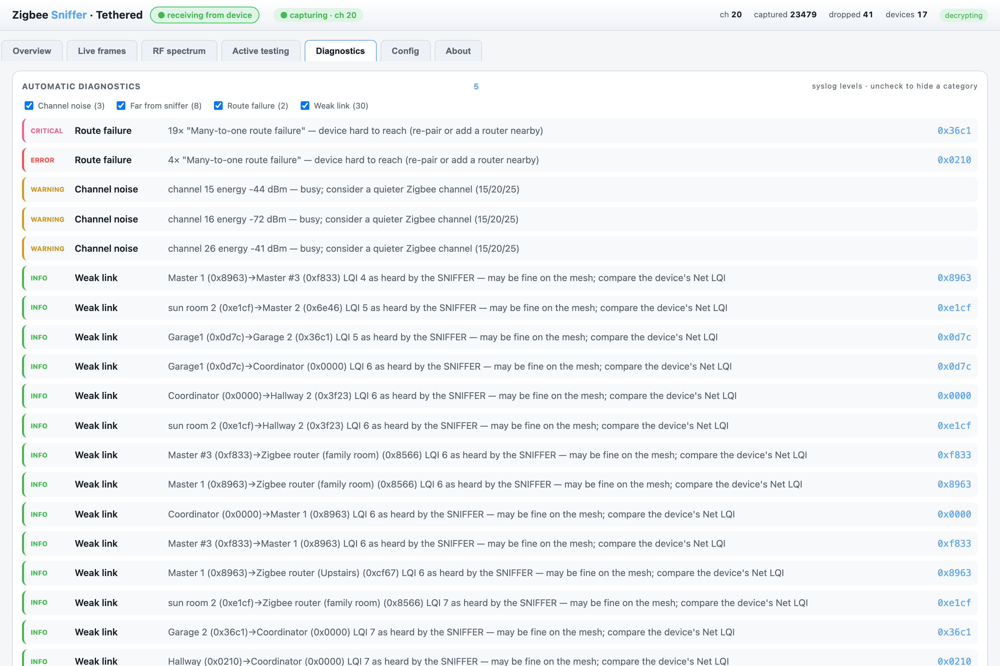 Zigbee Sniffer · Tethered receiving from device capturing · ch 20 ch 20 captured 23479 dropped 41 devices 17 decrypting
Overview Live frames RF spectrum Active testing Diagnostics Config About
AUTOMATIC DIAGNOSTICS 5 syslog levels · uncheck to hide a category
Channel noise (3) Far from sniffer (8) Route failure (2) Weak link (30)
CRITICAL Route failure 19× "Many-to-one route failure" — device hard to reach (re-pair or add a router nearby) 0x36c1
ERROR Route failure 4× "Many-to-one route failure" — device hard to reach (re-pair or add a router nearby) 0x0210
WARNING Channel noise channel 15 energy -44 dBm — busy; consider a quieter Zigbee channel (15/20/25)
WARNING Channel noise channel 16 energy -72 dBm — busy; consider a quieter Zigbee channel (15/20/25)
WARNING Channel noise channel 26 energy -41 dBm — busy; consider a quieter Zigbee channel (15/20/25)
INFO Weak link Master 1 (0x8963)→Master #3 (0xf833) LQI 4 as heard by the SNIFFER — may be fine on the mesh; compare the device's Net LQI 0x8963
INFO Weak link sun room 2 (0xe1cf)→Master 2 (0x6e46) LQI 5 as heard by the SNIFFER — may be fine on the mesh; compare the device's Net LQI 0xe1cf
INFO Weak link Garage1 (0x0d7c)→Garage 2 (0x36c1) LQI 5 as heard by the SNIFFER — may be fine on the mesh; compare the device's Net LQI 0x0d7c
INFO Weak link Garage1 (0x0d7c)→Coordinator (0x0000) LQI 6 as heard by the SNIFFER — may be fine on the mesh; compare the device's Net LQI 0x0d7c
INFO Weak link Coordinator (0x0000)→Hallway 2 (0x3f23) LQI 6 as heard by the SNIFFER — may be fine on the mesh; compare the device's Net LQI 0x0000
INFO Weak link sun room 2 (0xe1cf)→Hallway 2 (0x3f23) LQI 6 as heard by the SNIFFER — may be fine on the mesh; compare the device's Net LQI 0xe1cf
INFO Weak link Master #3 (0xf833)→Zigbee router (family room) (0x8566) LQI 6 as heard by the SNIFFER — may be fine on the mesh; compare the device's Net LQI 0xf833
INFO Weak link Master 1 (0x8963)→Zigbee router (family room) (0x8566) LQI 6 as heard by the SNIFFER — may be fine on the mesh; compare the device's Net LQI 0x8963
INFO Weak link Coordinator (0x0000)→Master 1 (0x8963) LQI 6 as heard by the SNIFFER — may be fine on the mesh; compare the device's Net LQI 0x0000
INFO Weak link Master #3 (0xf833)→Master 1 (0x8963) LQI 6 as heard by the SNIFFER — may be fine on the mesh; compare the device's Net LQI 0xf833
INFO Weak link Master 1 (0x8963)→Zigbee router (Upstairs) (0xcf67) LQI 6 as heard by the SNIFFER — may be fine on the mesh; compare the device's Net LQI 0x8963
INFO Weak link sun room 2 (0xe1cf)→Zigbee router (family room) (0x8566) LQI 7 as heard by the SNIFFER — may be fine on the mesh; compare the device's Net LQI 0xe1cf
INFO Weak link Garage 2 (0x36c1)→Coordinator (0x0000) LQI 7 as heard by the SNIFFER — may be fine on the mesh; compare the device's Net LQI 0x36c1
INFO Weak link Hallway (0x0210)→Coordinator (0x0000) LQI 7 as heard by the SNIFFER — may be fine on the mesh; compare the device's Net LQI 0x0210